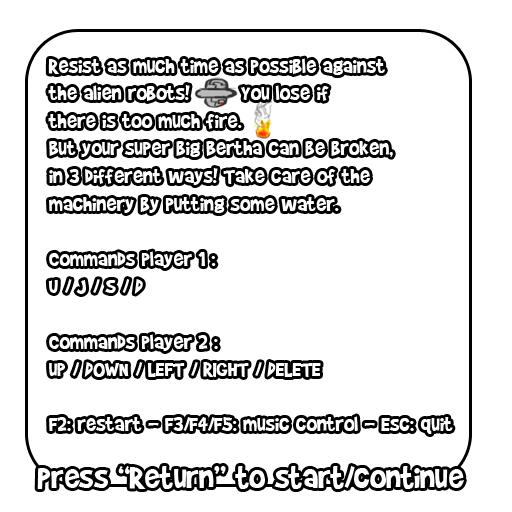 Resist as much time as possible against
the alien robots! You lose if
there is too much fire.
But your super Big Bertha can be broken,
in 3 different ways! Take care of the
machinery by putting some water.
Commands Player 1 :
U / J / S / D
Commands Player 2 :
UP / DOWN / LEFT / RIGHT / DELETE
F2: restart - F3/F4/F5: music control - Esc: quit
Press "Return" to start/continue